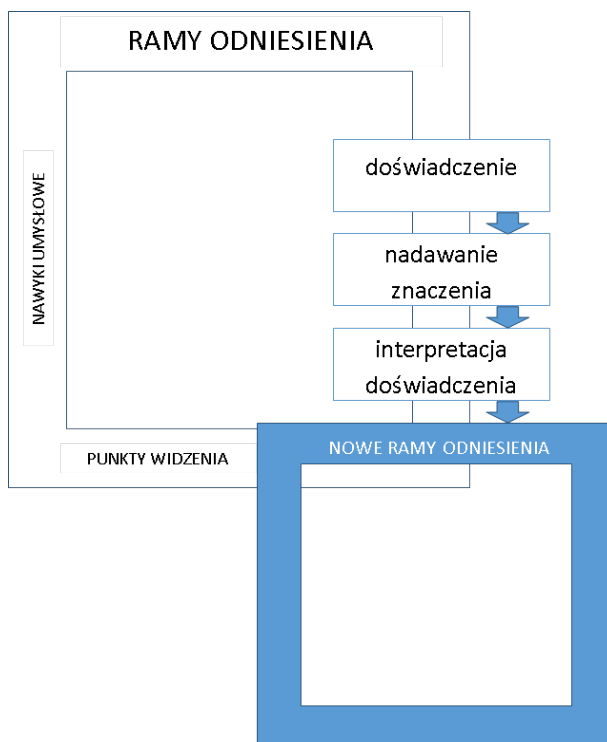 RAMY ODNIESIENIA
NAWYKI UMYSŁOWE
doświadczenie
nadawanie
znaczenia
interpretacja
doświadczenia
PUNKTY WIDZENIA
NOWE RAMY ODNIESIENIA